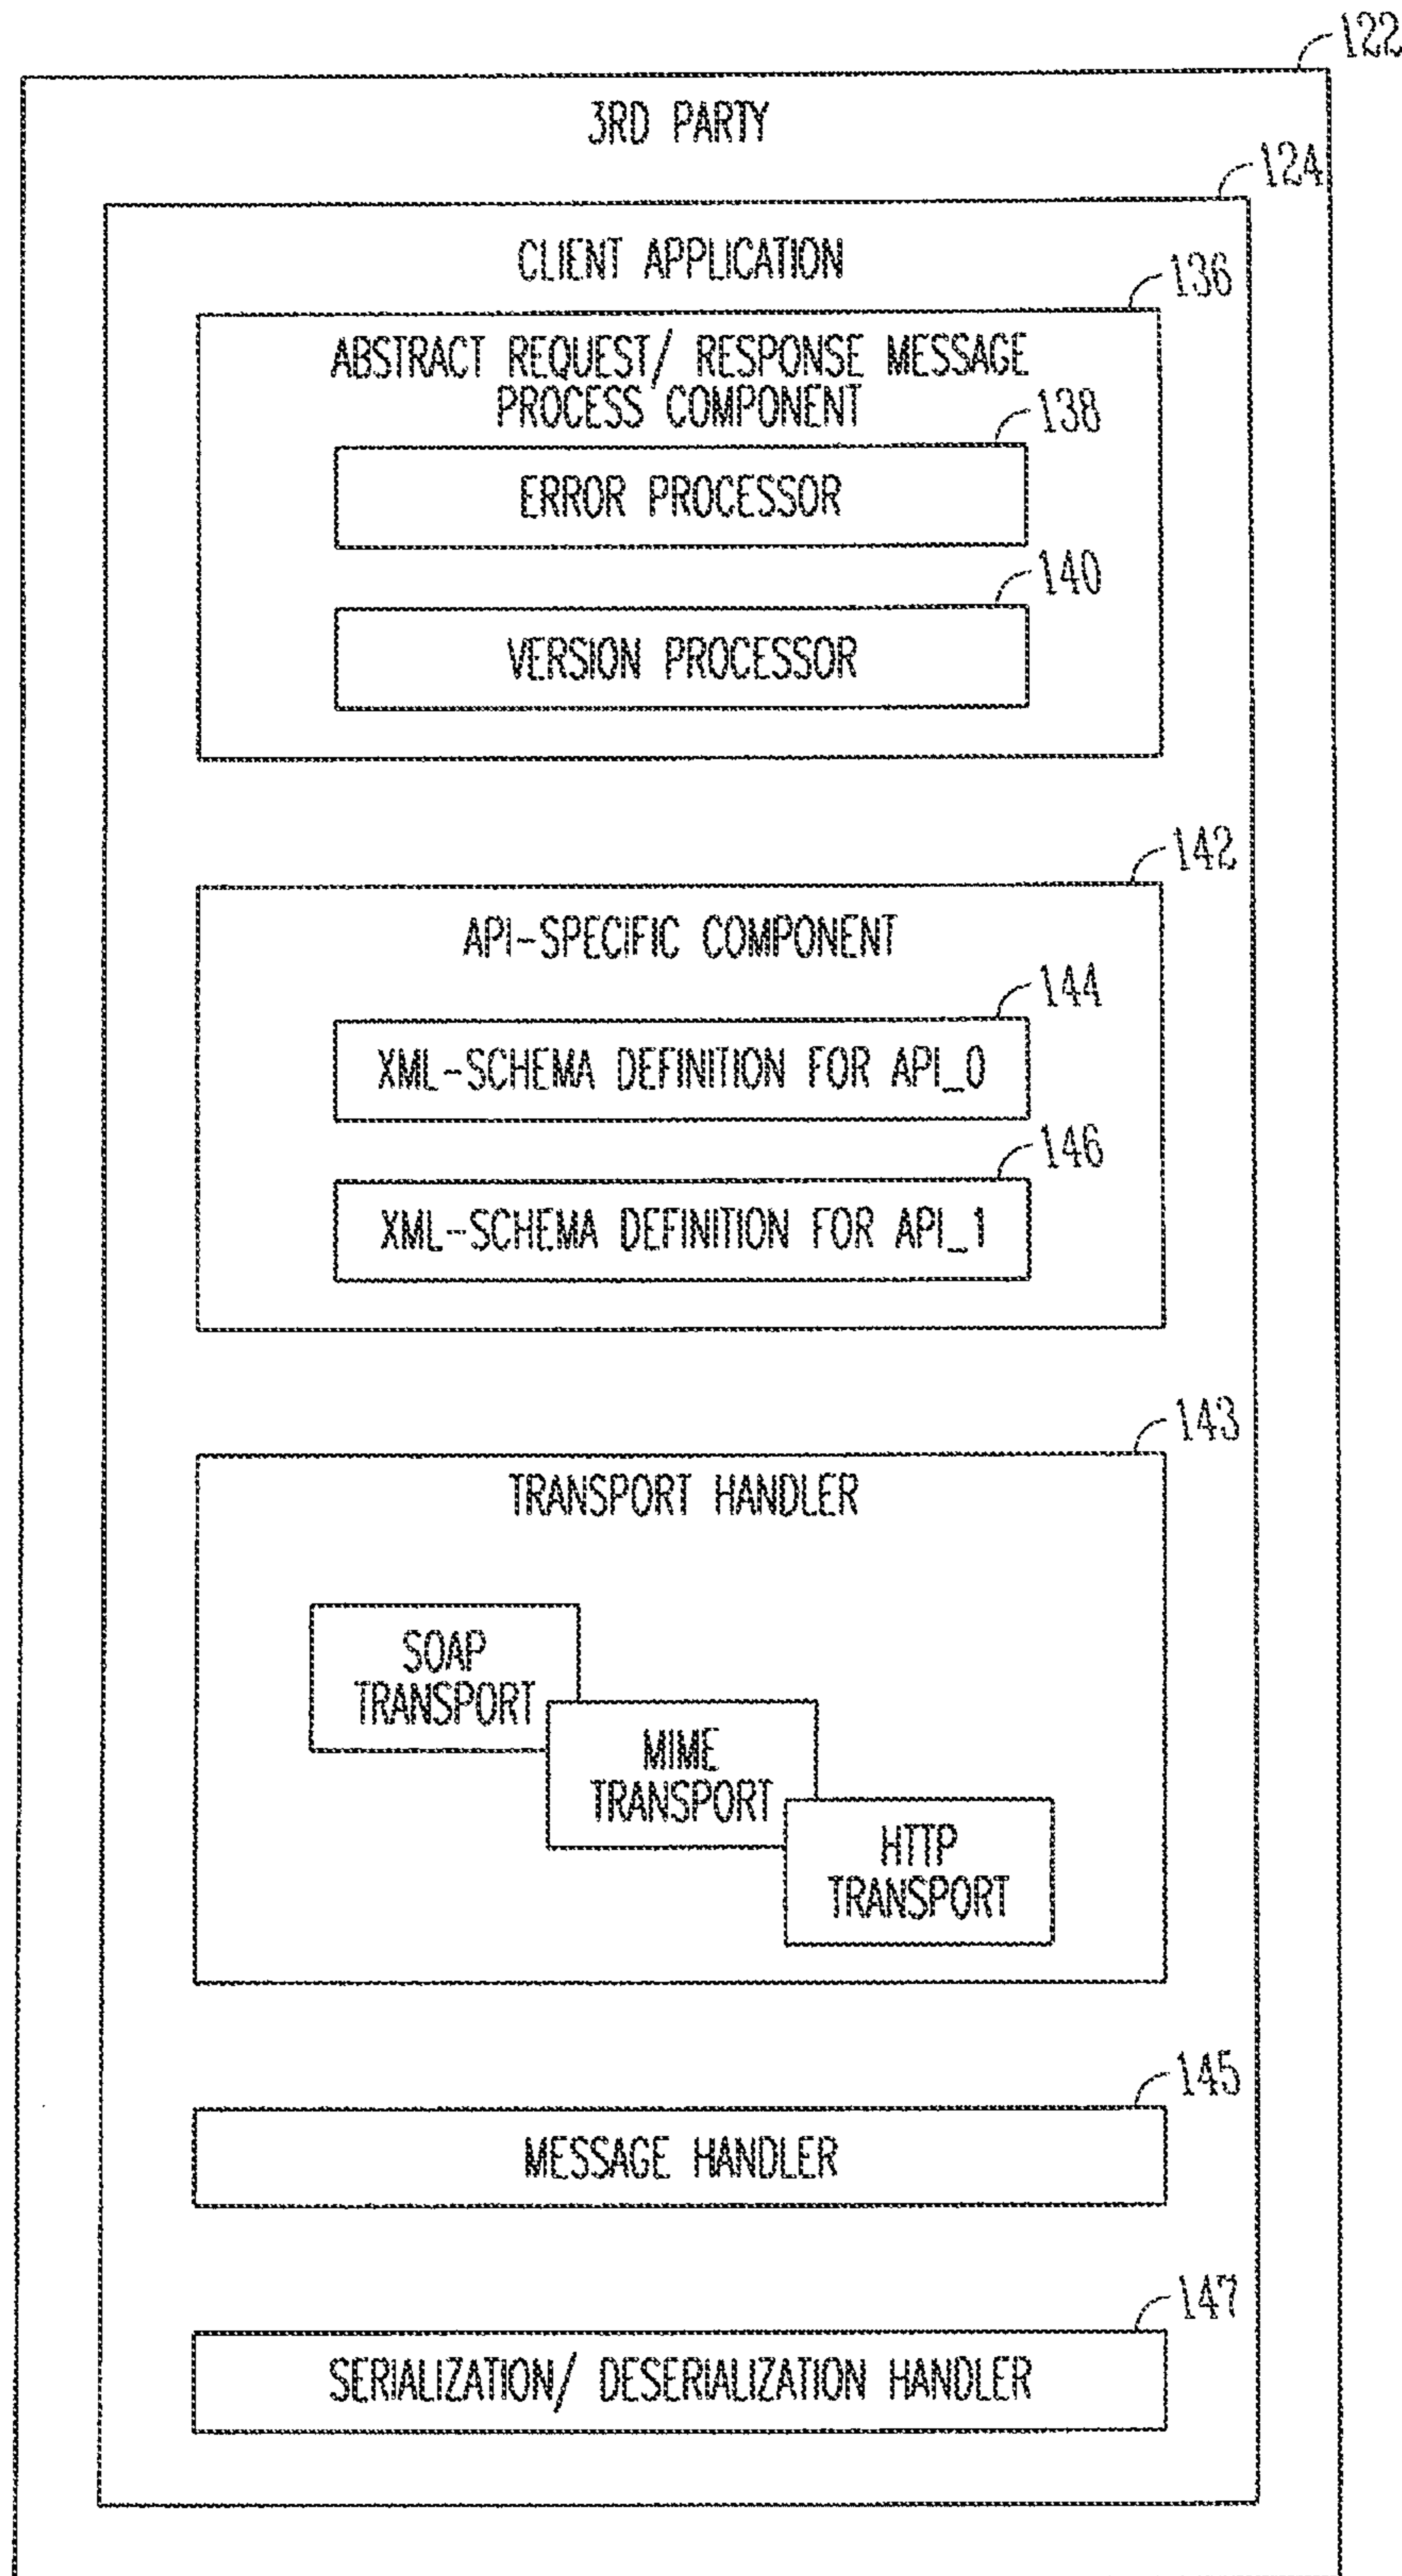 122
3RD PARTY
124
CLIENT APPLICATION
136
ABSTRACT REQUEST/ RESPONSE MESSAGE
PROCESS COMPONENT
138
ERROR PROCESSOR
140
VERSION PROCESSOR
142
API-SPECIFIC COMPONENT
144
XML-SCHEMA DEFINITION FOR API_0
146
XML-SCHEMA DEFINITION FOR API_1
143
TRANSPORT HANDLER
SOAP
TRANSPORT
MIME
TRANSPORT
HTTP
TRANSPORT
145
MESSAGE HANDLER
147
SERIALIZATION/ DESERIALIZATION HANDLER